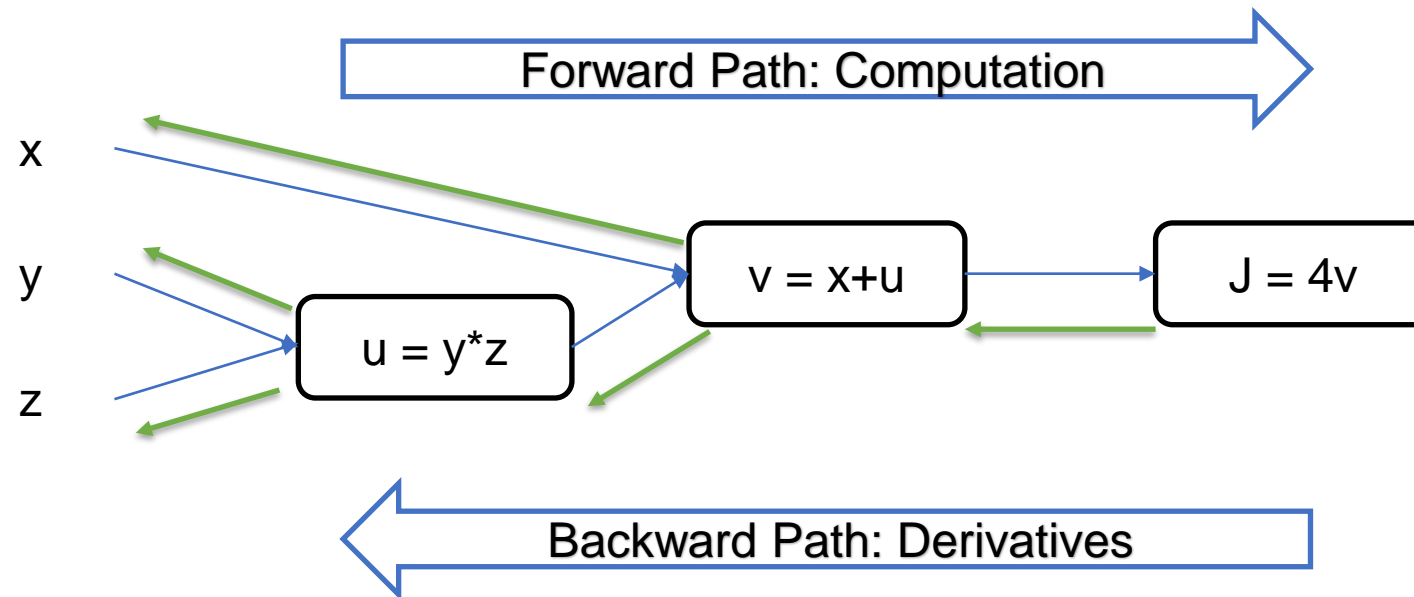 Forward Path: Computation
x
y
z
v = x+u
J = 4v
u = y*z
Backward Path: Derivatives